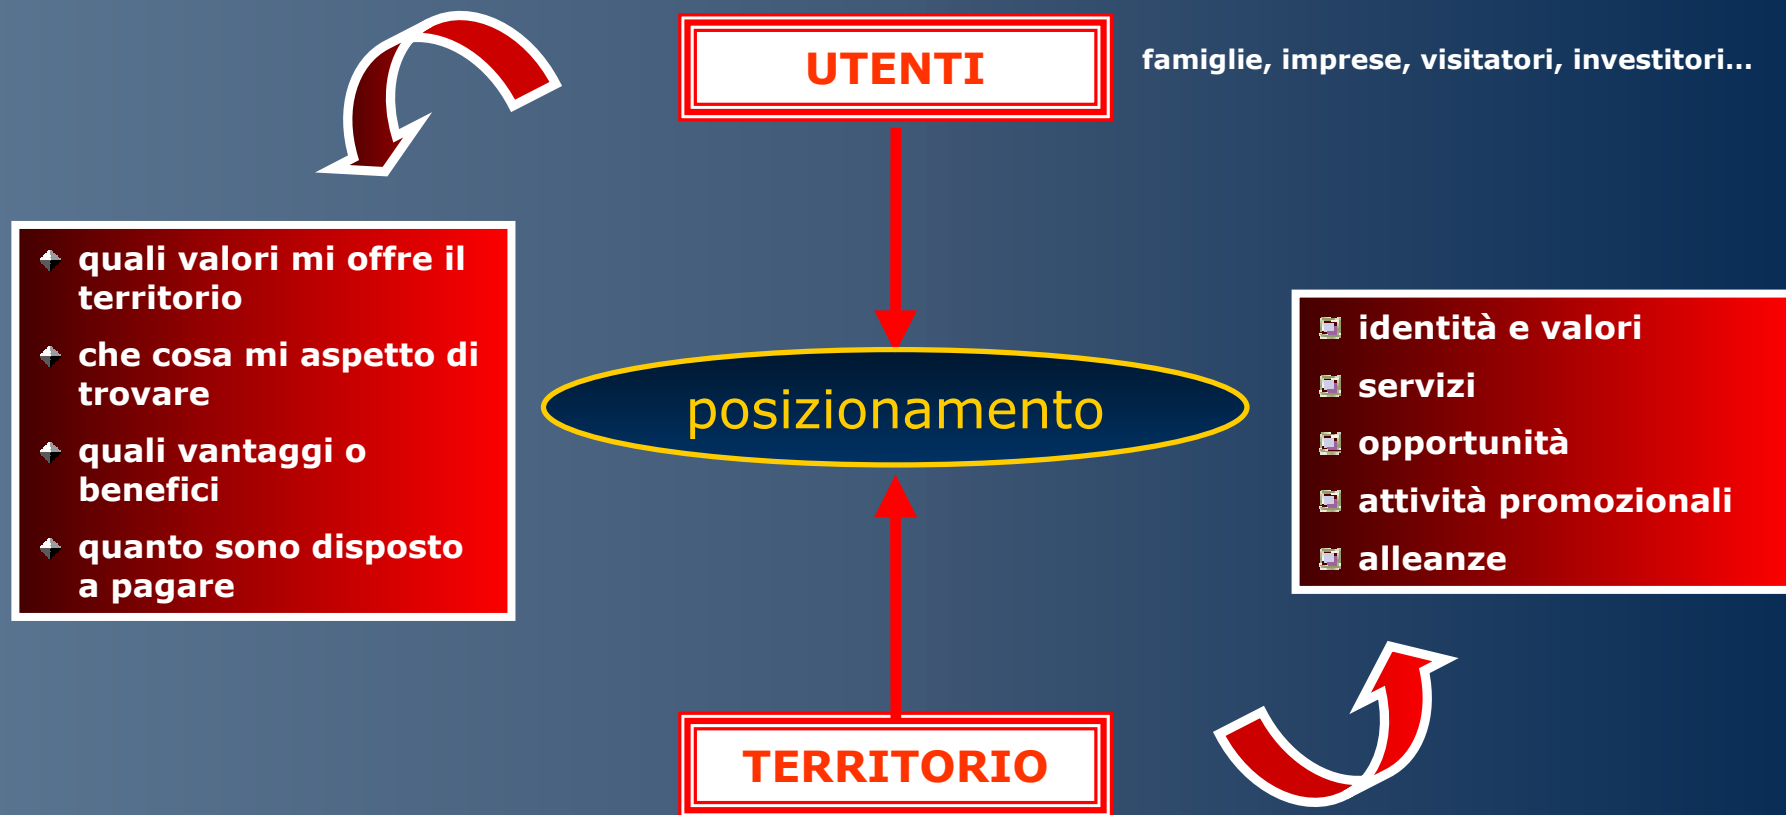 UTENTI
famiglie, imprese, visitatori, investitori...
quali valori mi offre il
territorio
che cosa mi aspetto di
trovare
quali vantaggi o
benefici
quanto sono disposto
a pagare
posizionamento
identità e valori
servizi
opportunità
attività promozionali
alleanze
TERRITORIO